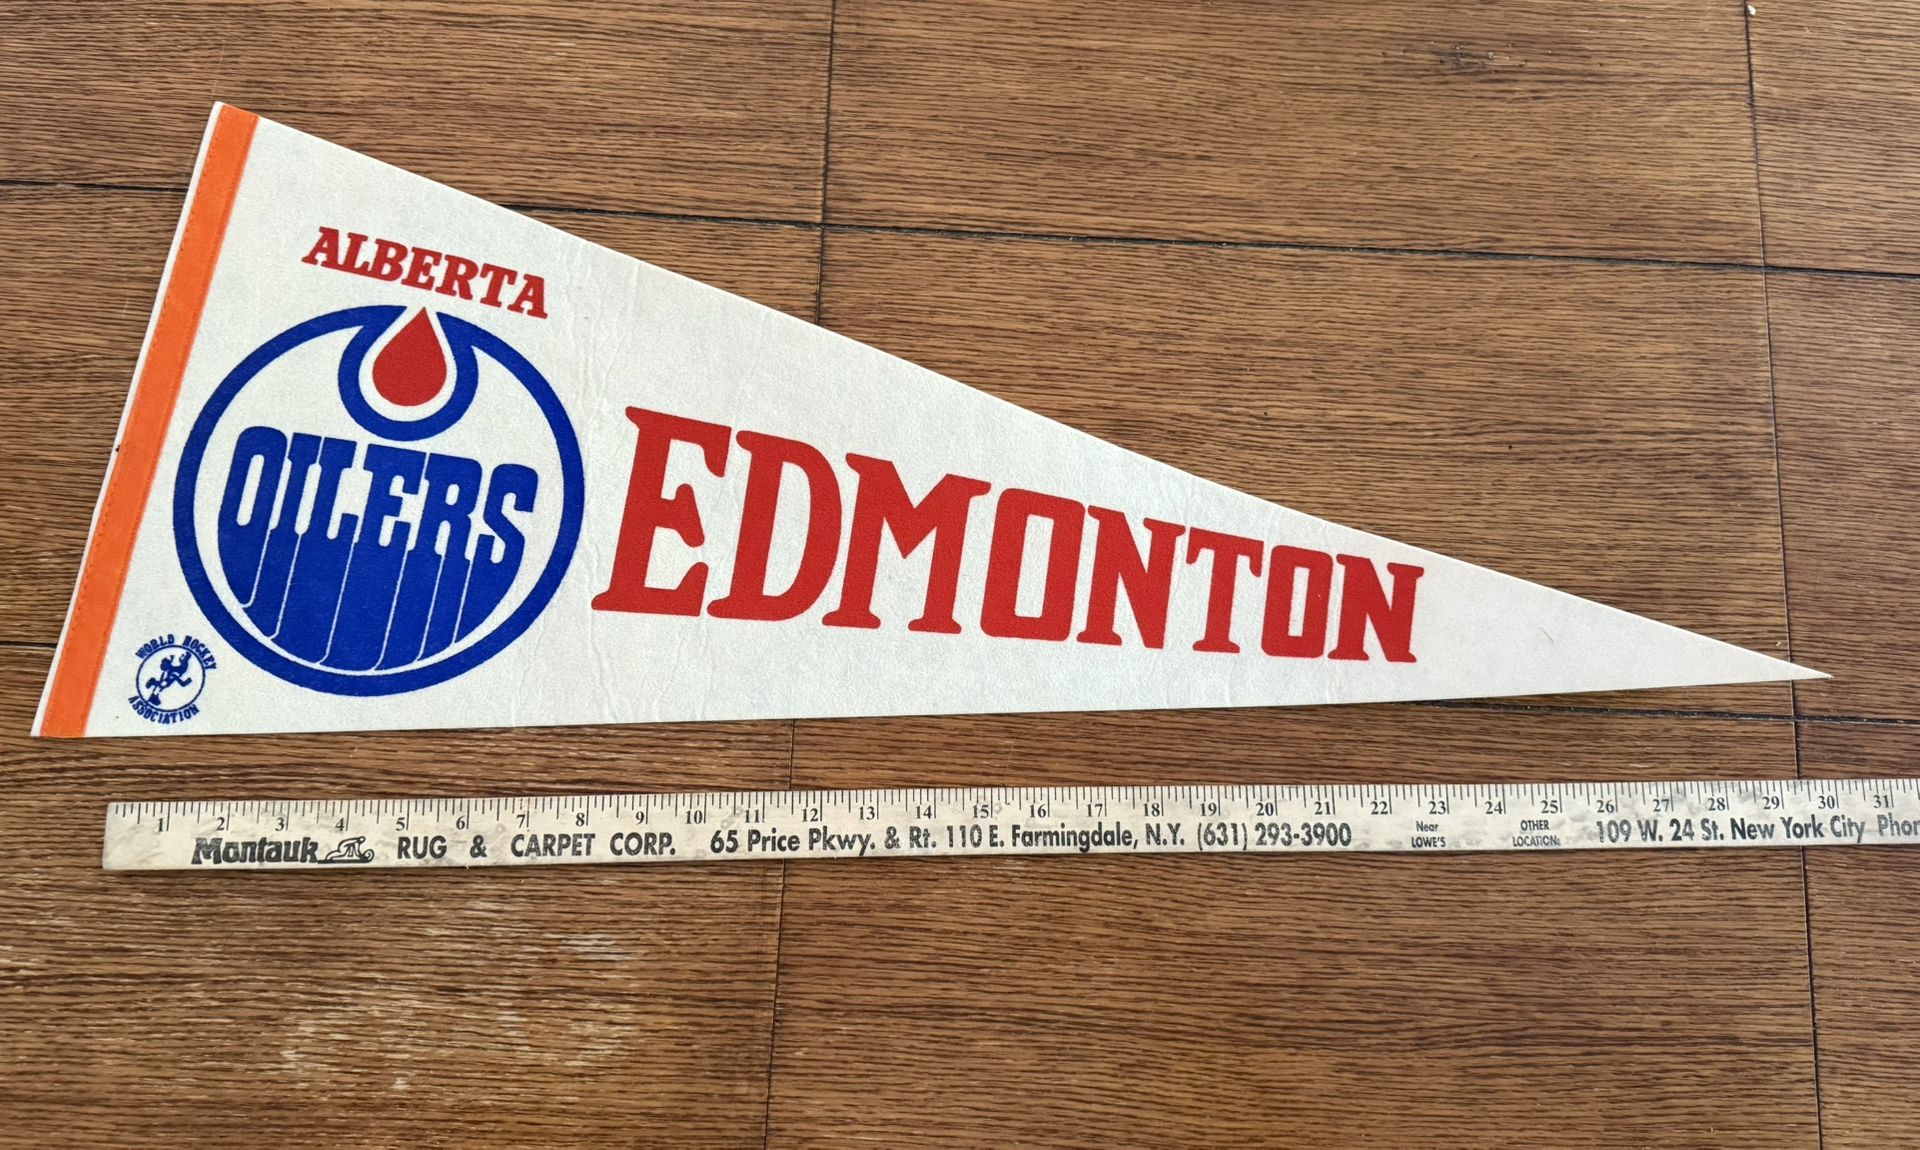 ALBERTA
OILERS
EDMONTON
WORLD HOCKEY
ASSOCIATION
1 2 3 4 5 6 7 8 9 10 11 12 13 14 15 16 17 18 19 20 21 22 23 24 25 26 27 28 29 30 31
Montauk RUG & CARPET CORP. 65 Price Pkwy. & Rt. 110 E. Farmingdale, N.Y. (631) 293-3900 Near LOWE'S OTHER LOCATION: 109 W. 24 St. New York City Phon